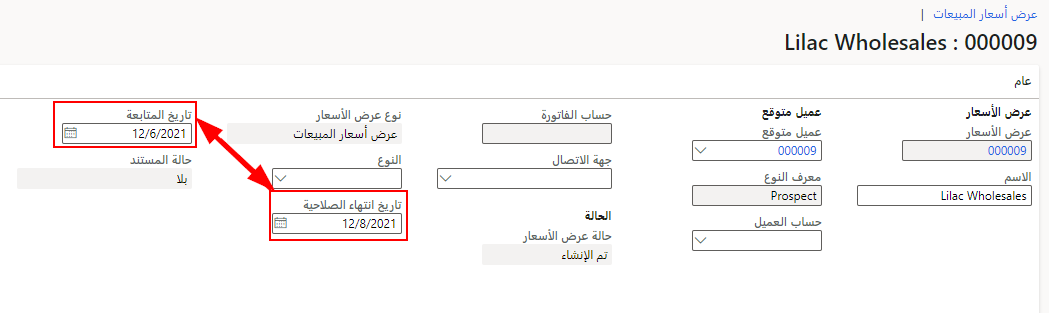 عرض أسعار المبيعات |
Lilac Wholesales : 000009
عام
عرض الأسعار
عرض الأسعار
000009
الاسم
Lilac Wholesales
عميل متوقع
عميل متوقع
000009
معرف النوع
Prospect
حساب العميل
حساب الفاتورة
جهة الاتصال
الحالة
حالة عرض الأسعار
تم الإنشاء
نوع عرض الأسعار
عرض أسعار المبيعات
النوع
تاريخ انتهاء الصلاحية
12/8/2021
تاريخ المتابعة
12/6/2021
حالة المستند
بلا